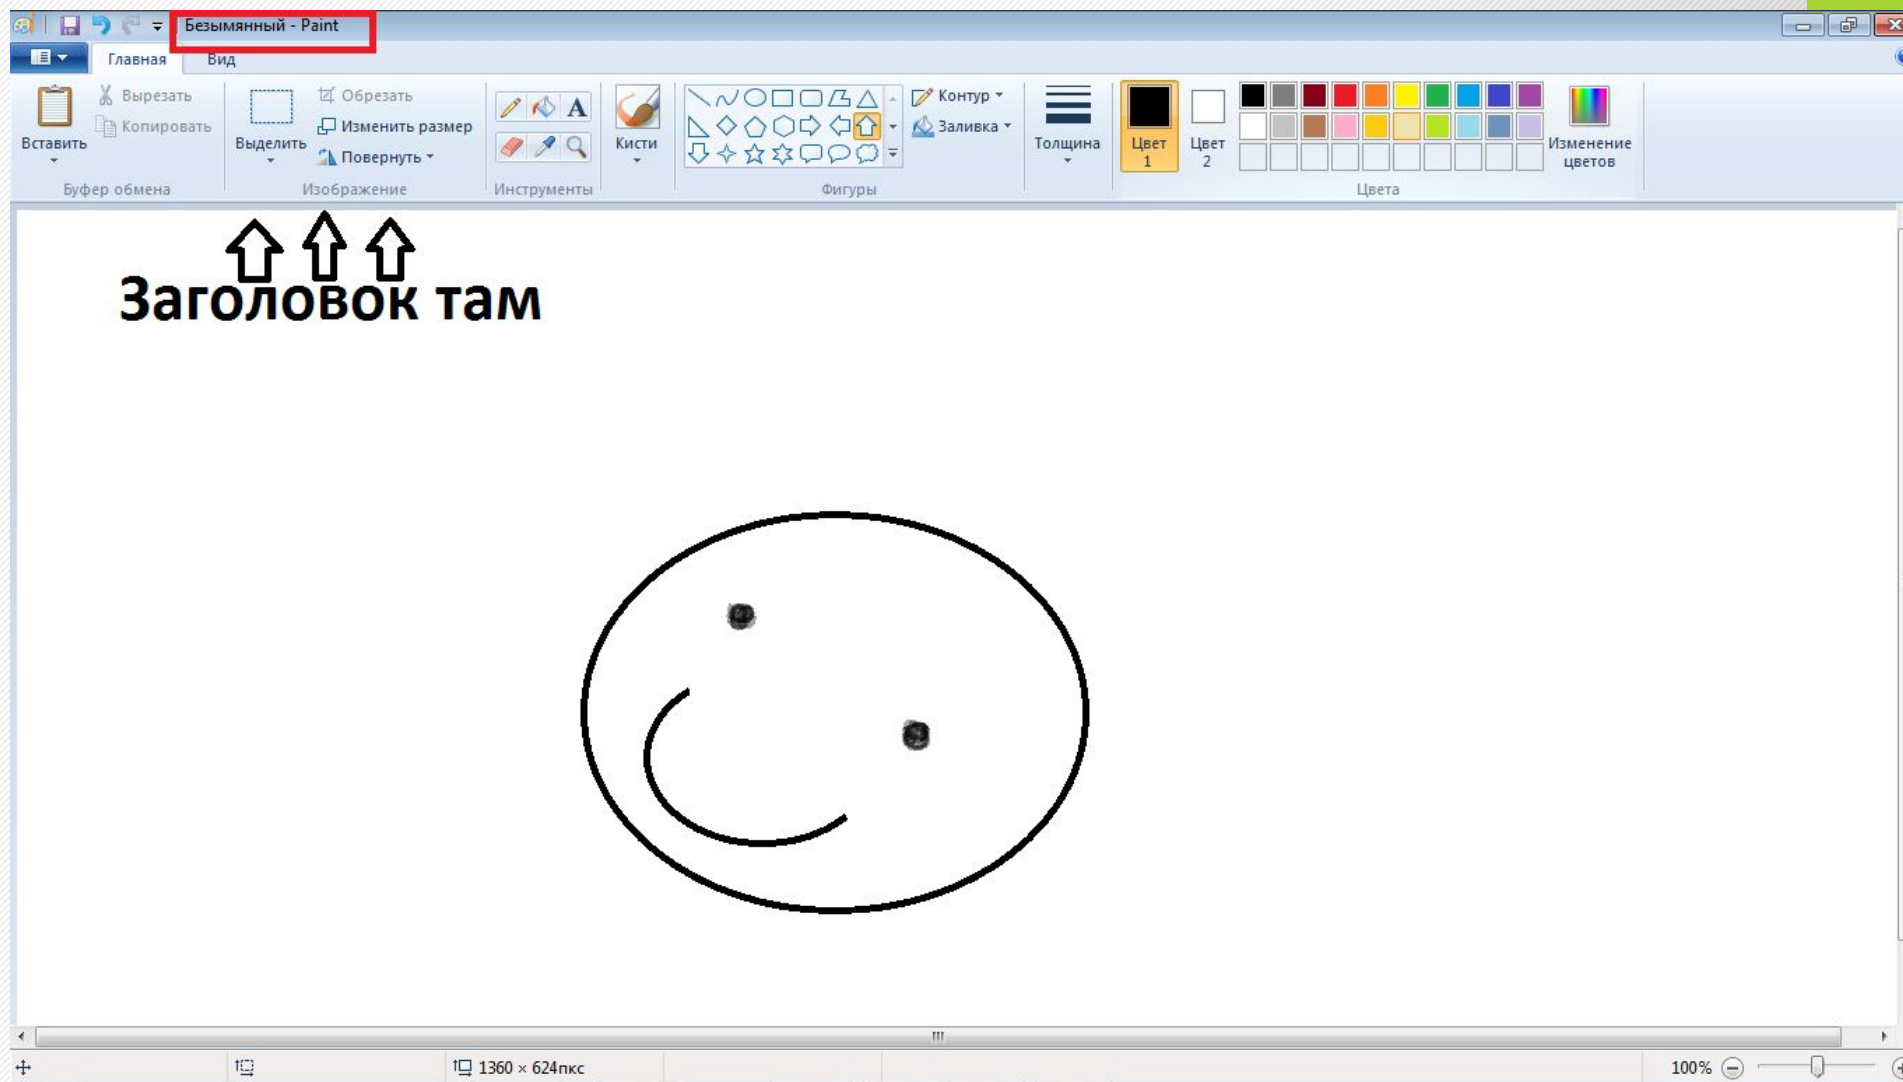 Безымянный - Paint
Главная Вид
Вставить
Вырезать
Копировать
Буфер обмена
Выделить
Обрезать
Изменить размер
Повернуть
Изображение
A
Инструменты
Кисти
Контур
Заливка
Фигуры
Толщина
Цвет
1
Цвет
2
Изменение
цветов
Цвета
Заголовок там
1360 × 624пкс
100%